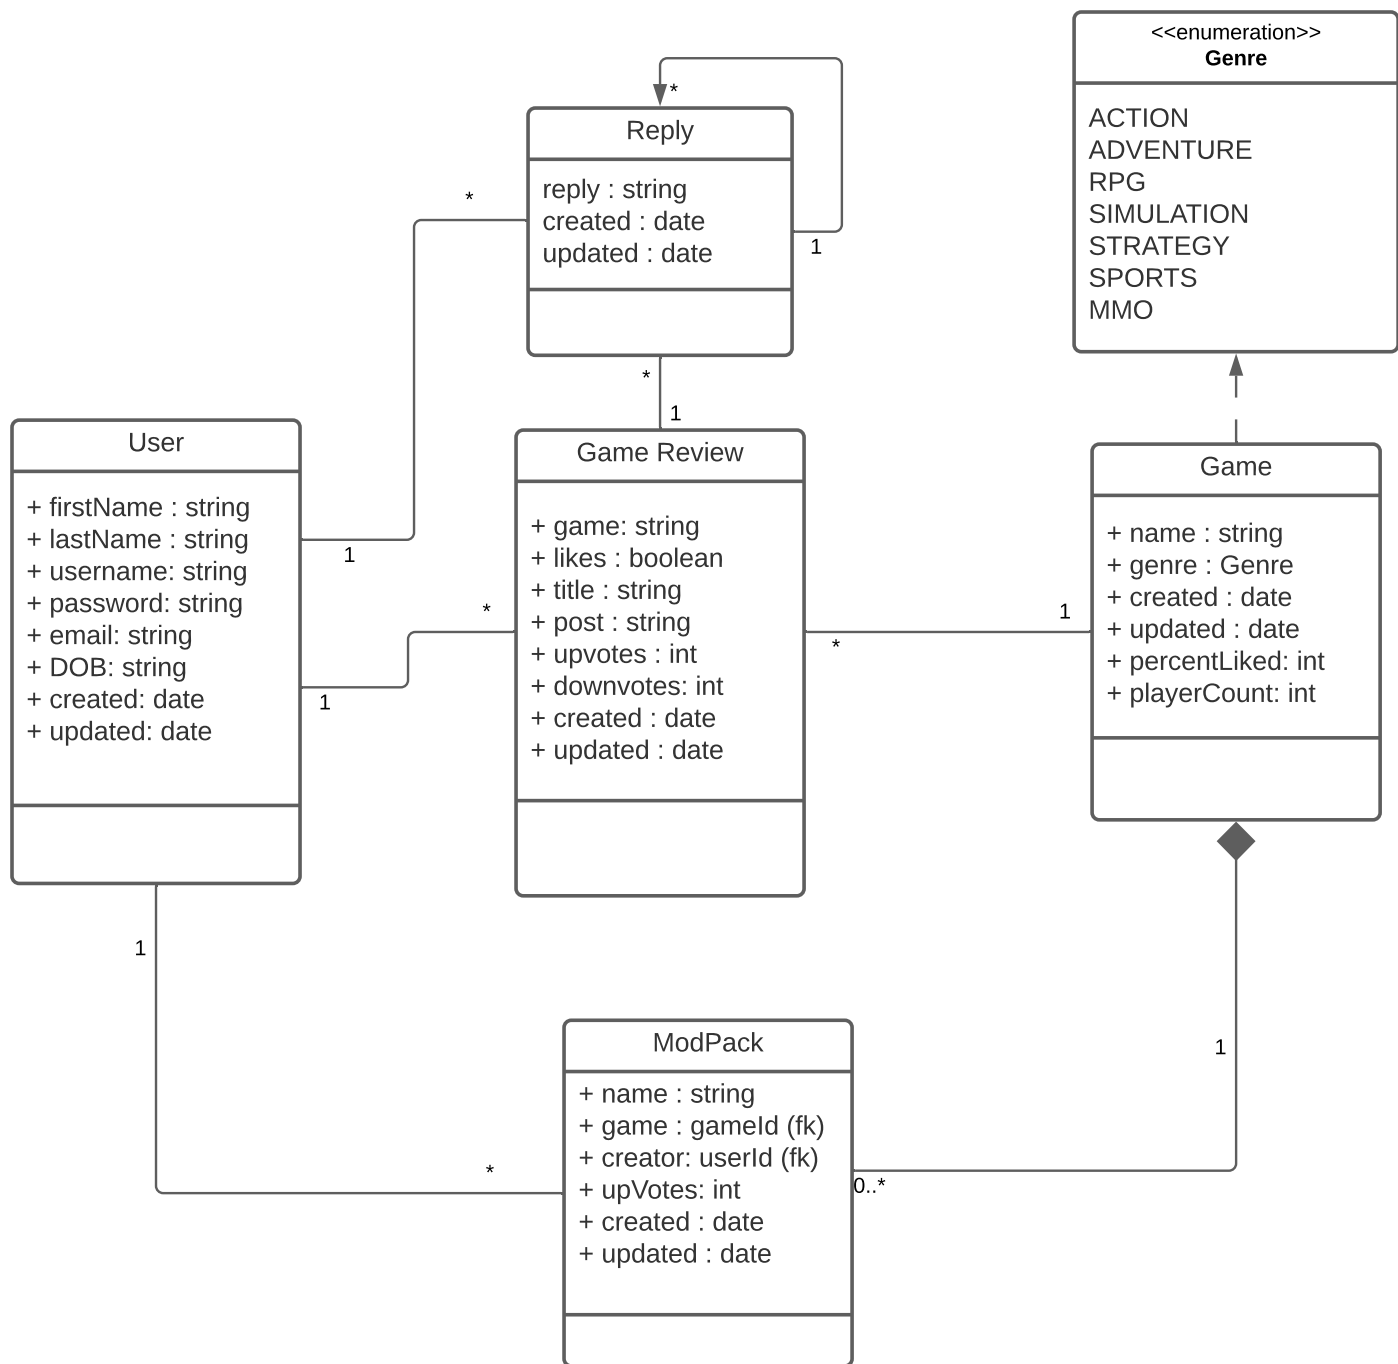 <<enumeration>>
Genre
ACTION
ADVENTURE
RPG
SIMULATION
STRATEGY
SPORTS
MMO
*
Reply
reply : string
created : date
updated : date
1
*
*
1
User
+ firstName : string
+ lastName : string
+ username: string
+ password: string
+ email: string
+ DOB: string
+ created: date
+ updated: date
1
*
1
Game Review
+ game: string
+ likes : boolean
+ title : string
+ post : string
+ upvotes : int
+ downvotes: int
+ created : date
+ updated : date
*
1
Game
+ name : string
+ genre : Genre
+ created : date
+ updated : date
+ percentLiked: int
+ playerCount: int
1
*
ModPack
+ name : string
+ game : gameId (fk)
+ creator: userId (fk)
+ upVotes: int
+ created : date
+ updated : date
1
0..*